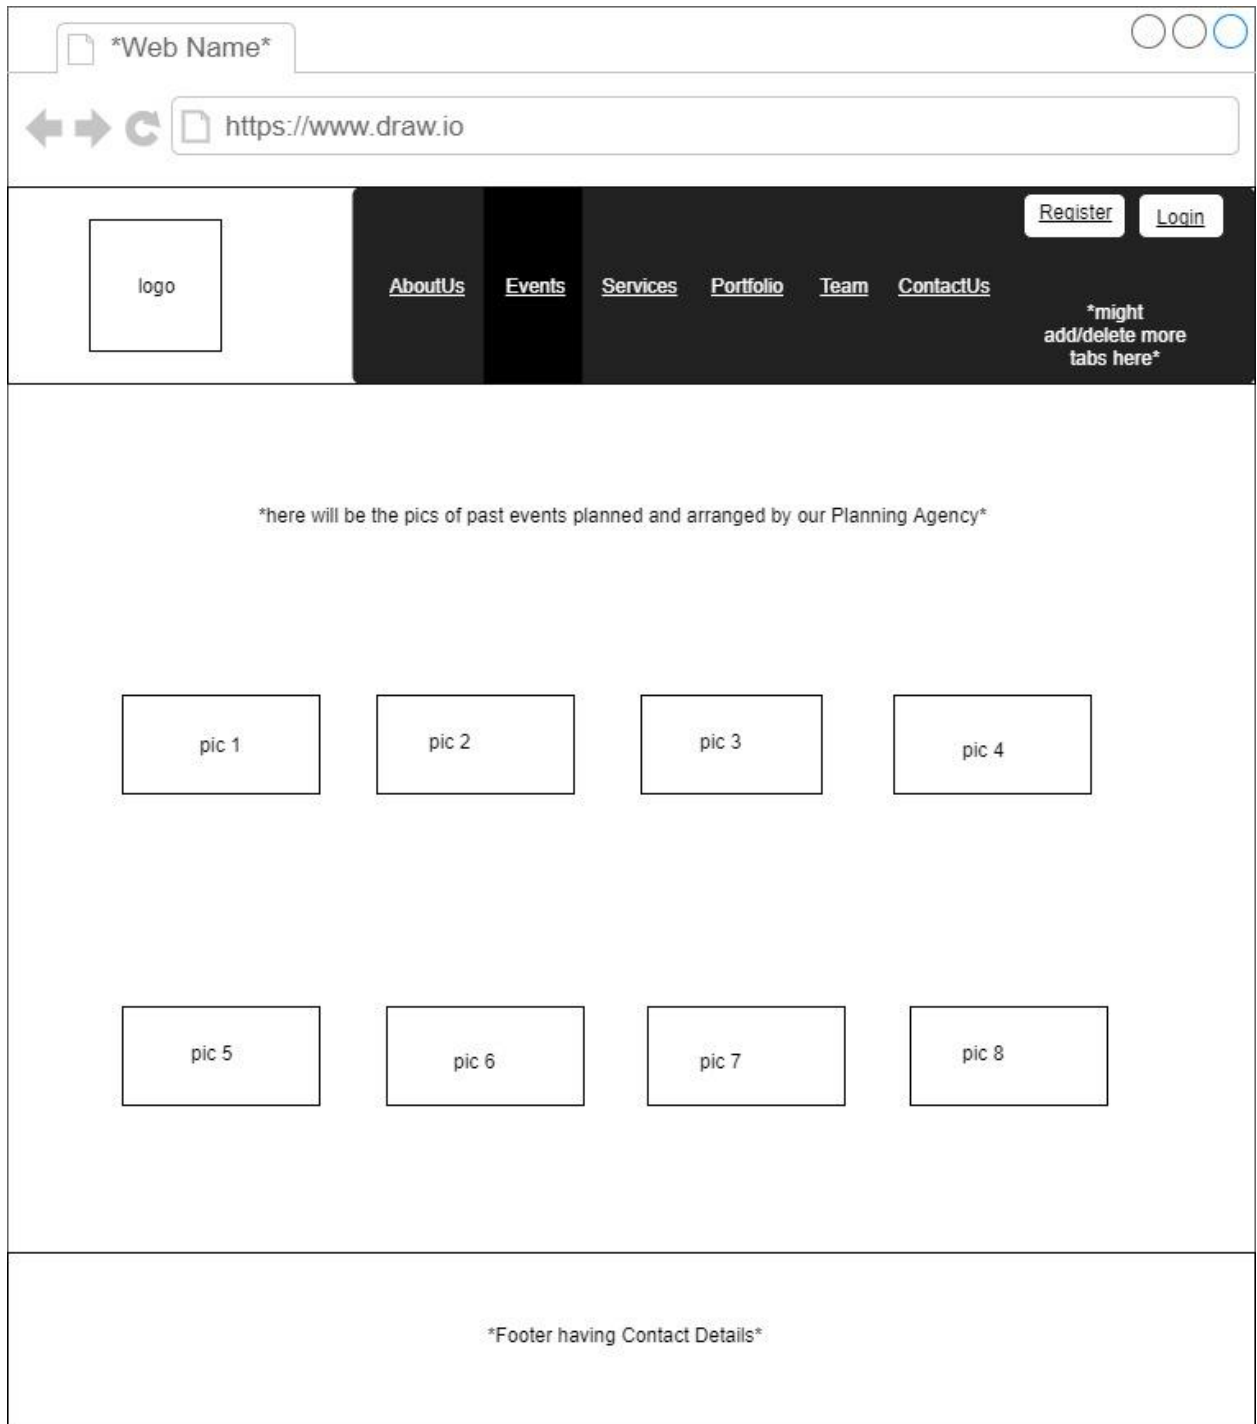 *Web Name*
https://www.draw.io
Register
Login
logo
AboutUs
Events
Services
Portfolio
Team
ContactUs
*might
add/delete more
tabs here*
*here will be the pics of past events planned and arranged by our Planning Agency*
pic 1
pic 2
pic 3
pic 4
pic 5
pic 6
pic 7
pic 8
*Footer having Contact Details*